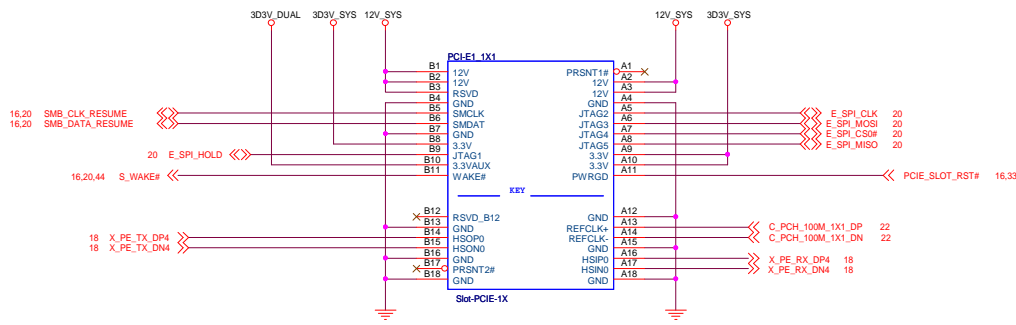 3D3V_DUAL 3D3V_SYS 12V_SYS 12V_SYS 3D3V_SYS
PCI-E1_1X1
B1 12V PRSNT1# A1
B2 12V 12V A2
B3 RSVD 12V A3
B4 GND GND A4
16,20 SMB_CLK_RESUME B5 SMCLK JTAG2 A5 E_SPI_CLK 20
16,20 SMB_DATA_RESUME B6 SMDAT JTAG3 A6 E_SPI_MOSI 20
B7 GND JTAG4 A7 E_SPI_CS0# 20
B8 3.3V JTAG5 A8 E_SPI_MISO 20
20 E_SPI_HOLD B9 JTAG1 3.3V A9
B10 3.3VAUX 3.3V A10
16,20,44 S_WAKE# B11 WAKE# PWRGD A11 PCIE_SLOT_RST# 16,33
KEY
B12 RSVD_B12 GND A12
B13 GND REFCLK+ A13 C_PCH_100M_1X1_DP 22
18 X_PE_TX_DP4 B14 HSOP0 REFCLK- A14 C_PCH_100M_1X1_DN 22
18 X_PE_TX_DN4 B15 HSON0 GND A15
B16 GND HSIP0 A16 X_PE_RX_DP4 18
B17 PRSNT2# HSIN0 A17 X_PE_RX_DN4 18
B18 GND GND A18
Slot-PCIE-1X